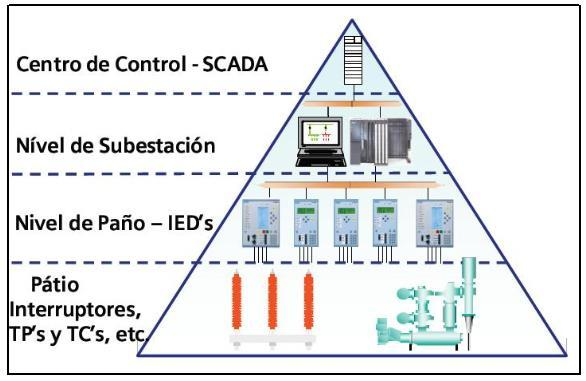 Centro de Control - SCADA
Nível de Subestación
Nivel de Paño – IED's
Pátio
Interruptores,
TP's y TC's, etc.